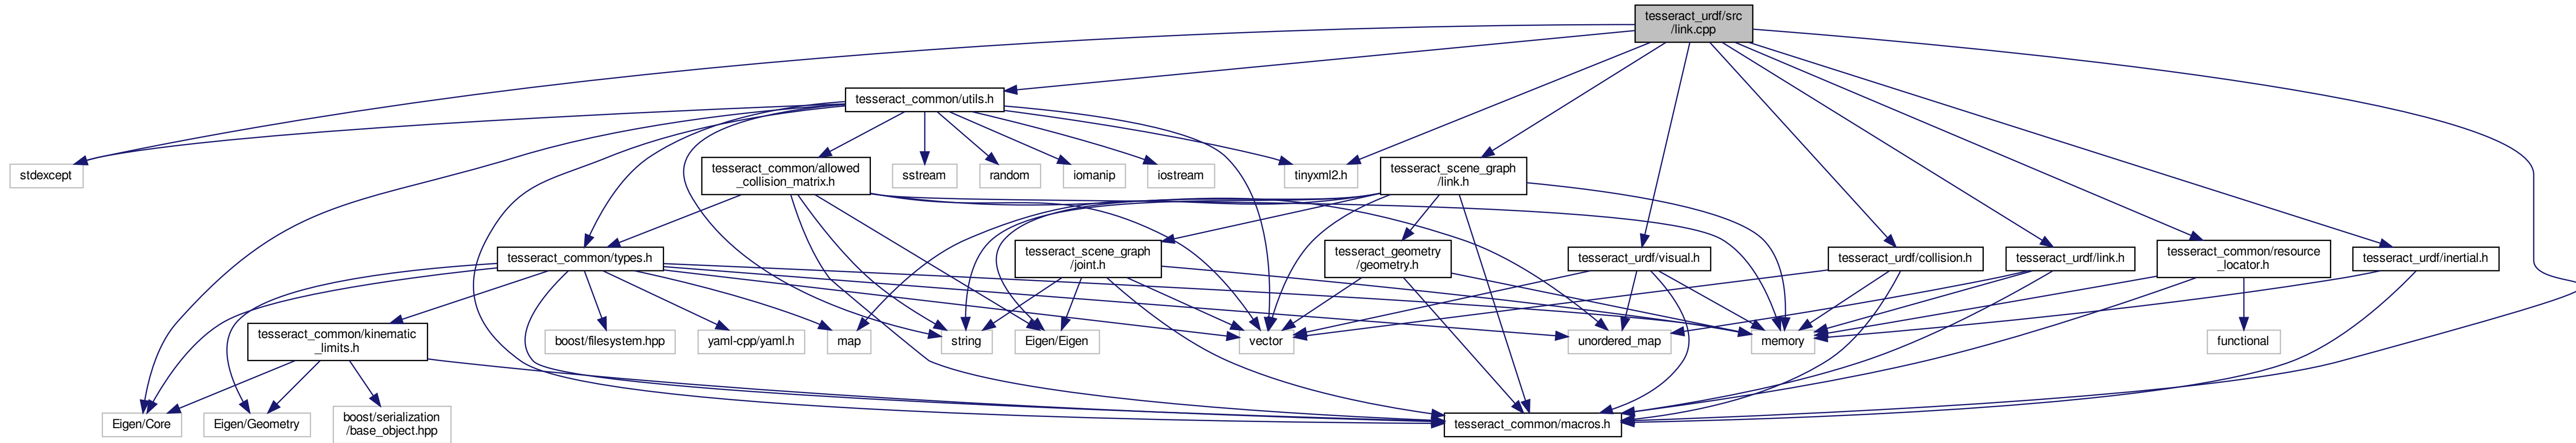 tesseract_urdf/src
/link.cpp
tesseract_common/utils.h
stdexcept
tesseract_common/allowed
_collision_matrix.h
sstream
random
iomanip
iostream
tinyxml2.h
tesseract_scene_graph
/link.h
tesseract_common/types.h
tesseract_scene_graph
/joint.h
tesseract_geometry
/geometry.h
tesseract_urdf/visual.h
tesseract_urdf/collision.h
tesseract_urdf/link.h
tesseract_common/resource
_locator.h
tesseract_urdf/inertial.h
tesseract_common/kinematic
_limits.h
boost/filesystem.hpp
yaml-cpp/yaml.h
map
string
Eigen/Eigen
vector
unordered_map
memory
functional
Eigen/Core
Eigen/Geometry
boost/serialization
/base_object.hpp
tesseract_common/macros.h